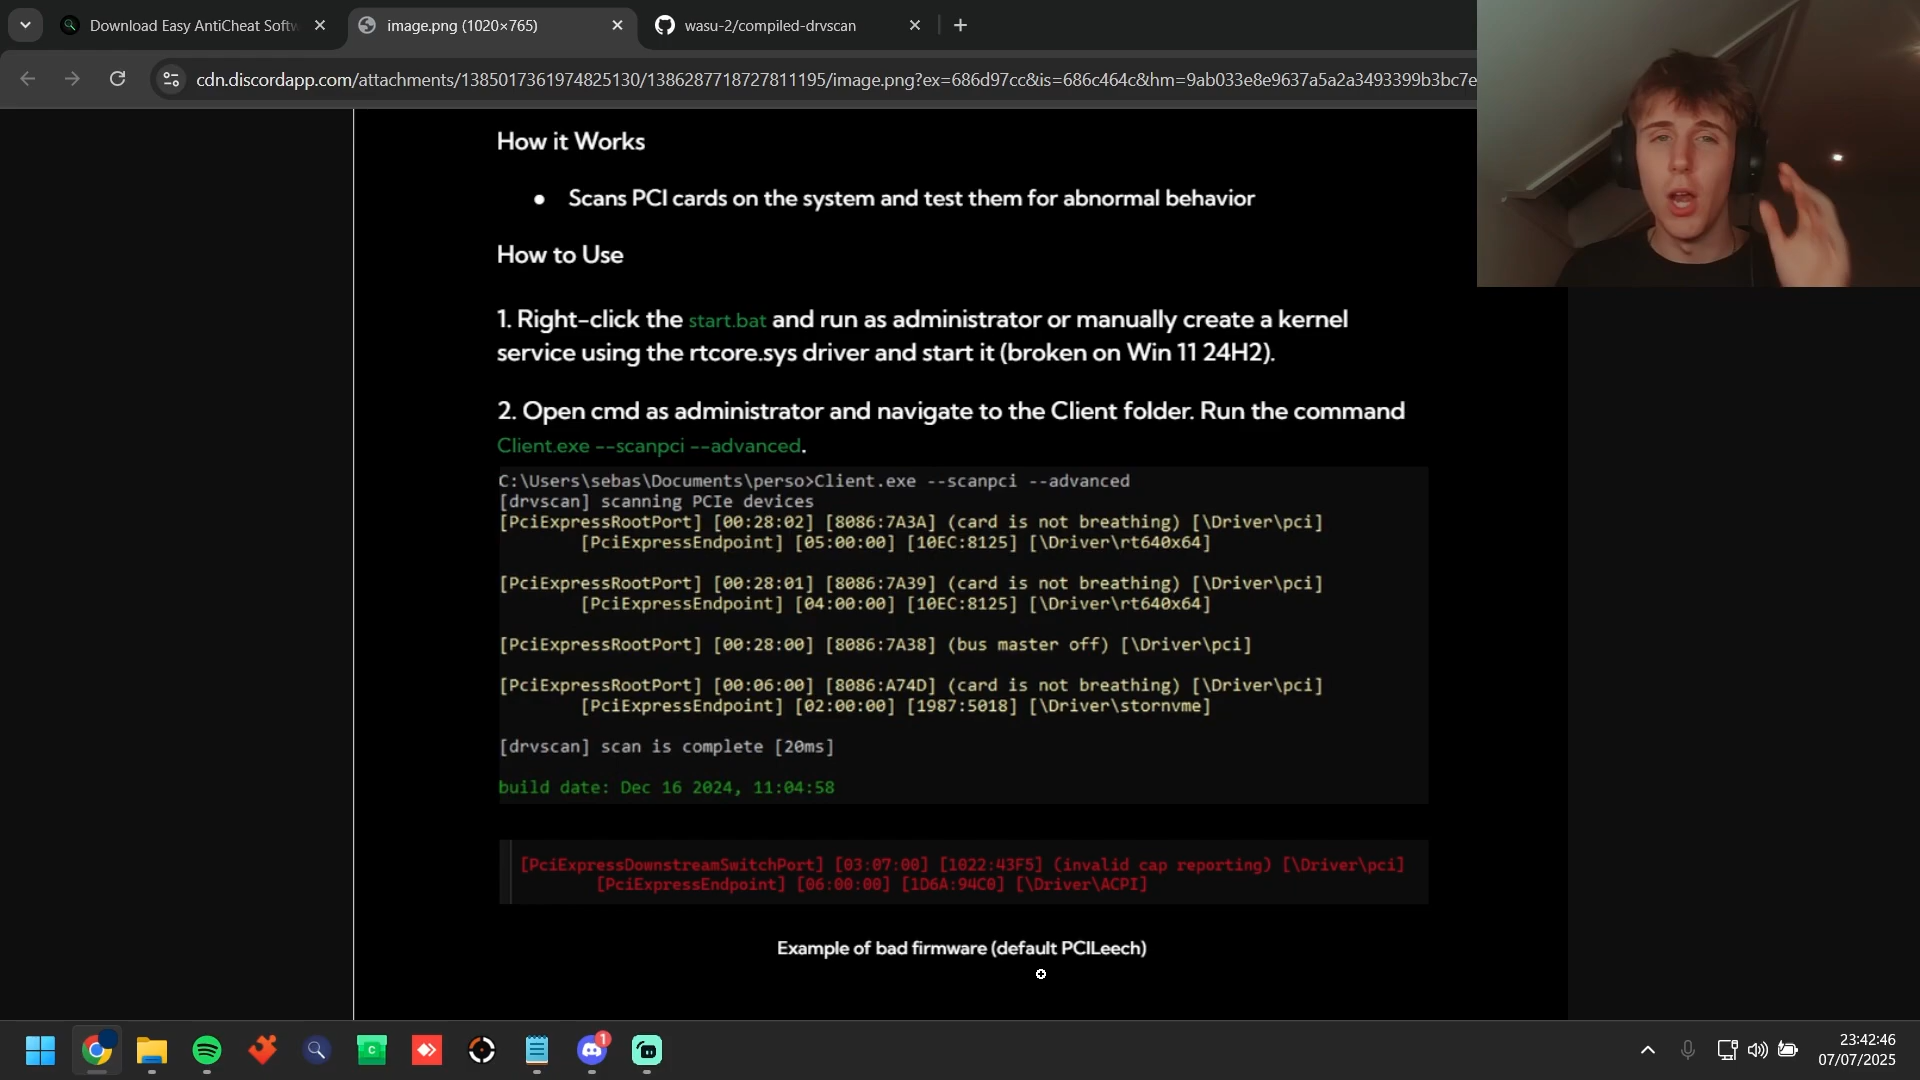 Download Easy AntiCheat Softw
image.png (1020×765)
wasu-2/compiled-drvscan
cdn.discordapp.com/attachments/1385017361974825130/1386287718727811195/image.png?ex=686d97cc&is=686c464c&hm=9ab033e8e9637a5a2a3493399b3bc7e
How it Works
● Scans PCI cards on the system and test them for abnormal behavior
How to Use
1. Right-click the start.bat and run as administrator or manually create a kernel
service using the rtcore.sys driver and start it (broken on Win 11 24H2).
2. Open cmd as administrator and navigate to the Client folder. Run the command
Client.exe --scanpci --advanced.
C:\Users\sebas\Documents\perso>Client.exe --scanpci --advanced
[drvscan] scanning PCIe devices
[PciExpressRootPort] [00:28:02] [8086:7A3A] (card is not breathing) [\Driver\pci]
[PciExpressEndpoint] [05:00:00] [10EC:8125] [\Driver\rt640x64]
[PciExpressRootPort] [00:28:01] [8086:7A39] (card is not breathing) [\Driver\pci]
[PciExpressEndpoint] [04:00:00] [10EC:8125] [\Driver\rt640x64]
[PciExpressRootPort] [00:28:00] [8086:7A38] (bus master off) [\Driver\pci]
[PciExpressRootPort] [00:06:00] [8086:A74D] (card is not breathing) [\Driver\pci]
[PciExpressEndpoint] [02:00:00] [1987:5018] [\Driver\stornvme]
[drvscan] scan is complete [20ms]
build date: Dec 16 2024, 11:04:58
[PciExpressDownstreamSwitchPort] [03:07:00] [1022:43F5] (invalid cap reporting) [\Driver\pci]
[PciExpressEndpoint] [06:00:00] [1D6A:94C0] [\Driver\ACPI]
Example of bad firmware (default PCILeech)
C
1
23:42:46
07/07/2025